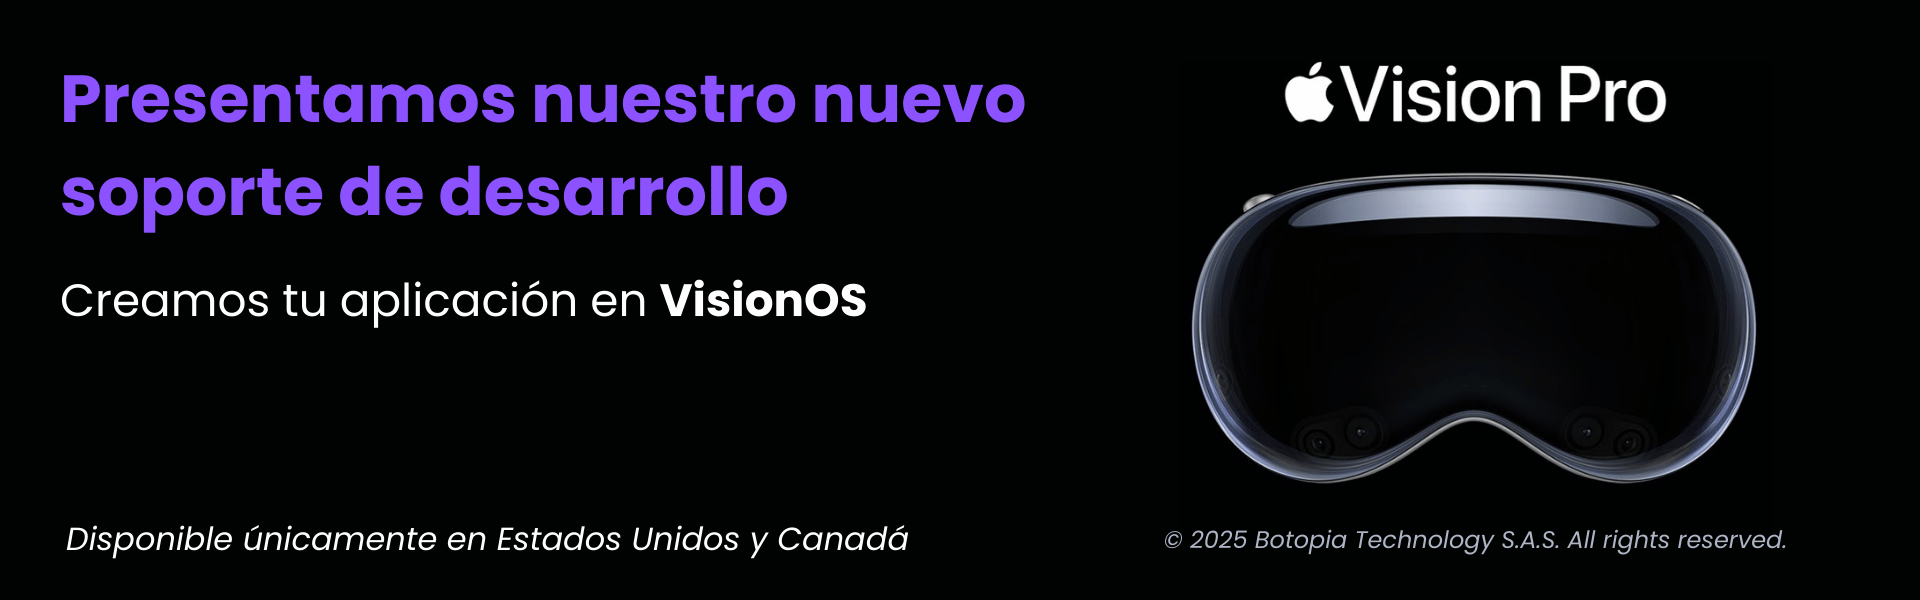 Presentamos nuestro nuevo
soporte de desarrollo
Creamos tu aplicación en VisionOS
Disponible únicamente en Estados Unidos y Canadá
Vision Pro
© 2025 Botopia Technology S.A.S. All rights reserved.